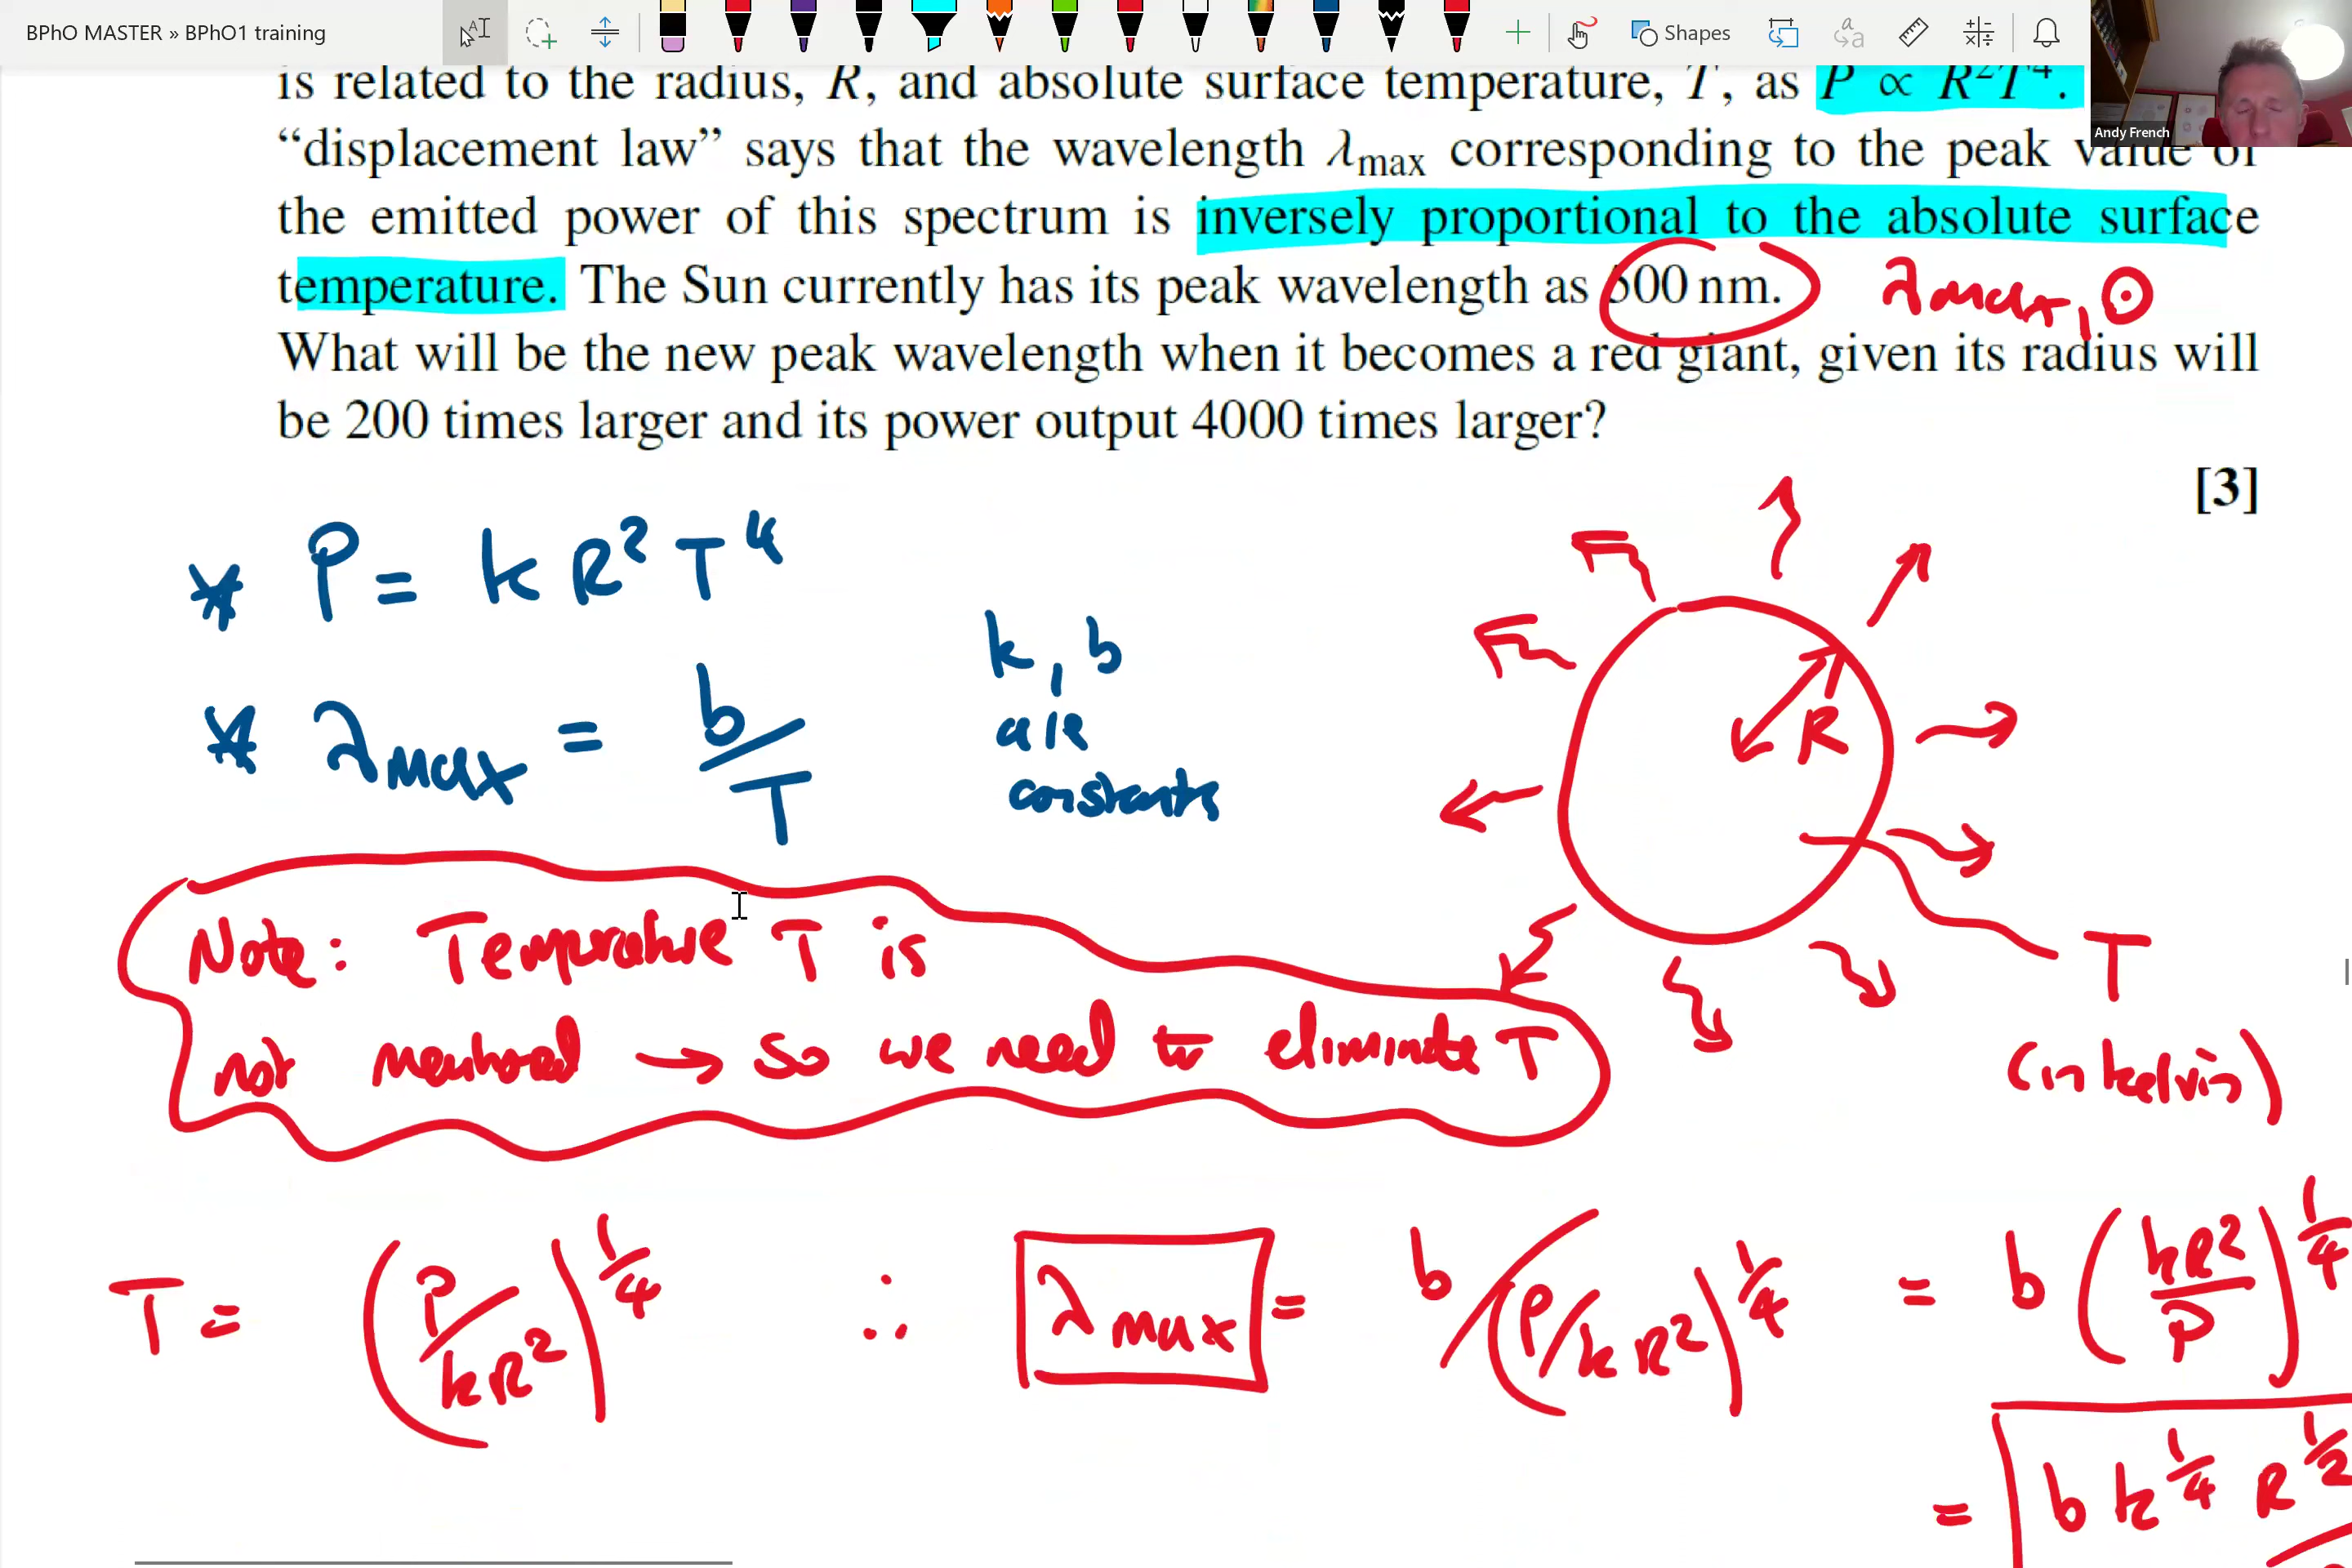 BPhO MASTER » BPhO1 training
Shapes
Andy French
is related to the radius, R, and absolute surface temperature, T, as P ∝ R²T⁴.
“displacement law” says that the wavelength λmax corresponding to the peak value of
the emitted power of this spectrum is inversely proportional to the absolute surface
temperature. The Sun currently has its peak wavelength as 500 nm.
λmax, ⊙
What will be the new peak wavelength when it becomes a red giant, given its radius will
be 200 times larger and its power output 4000 times larger?
[3]
* P = k R² T⁴
* λmax = b/T
k, b
are
constants
R
T
(in kelvin)
Note: Temperature T is
not mentioned → so we need to eliminate T
T = (P/kR²)^1/4 ∴ λmax = b/(P/kR²)^1/4 = b(kR²/P)^1/4
= b k^1/4 R^1/2